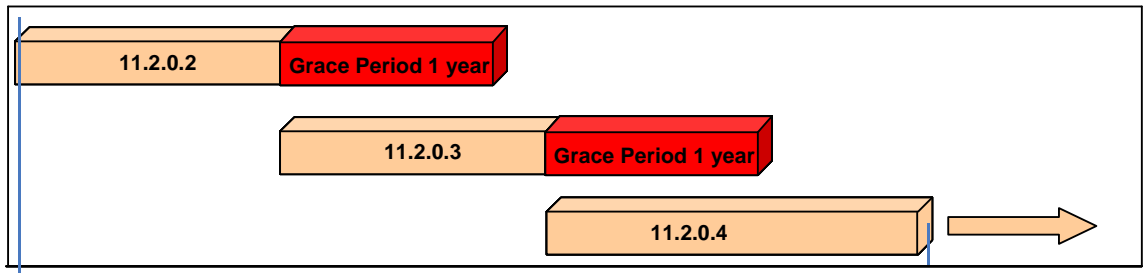 11.2.0.2
Grace Period 1 year
11.2.0.3
Grace Period 1 year
11.2.0.4